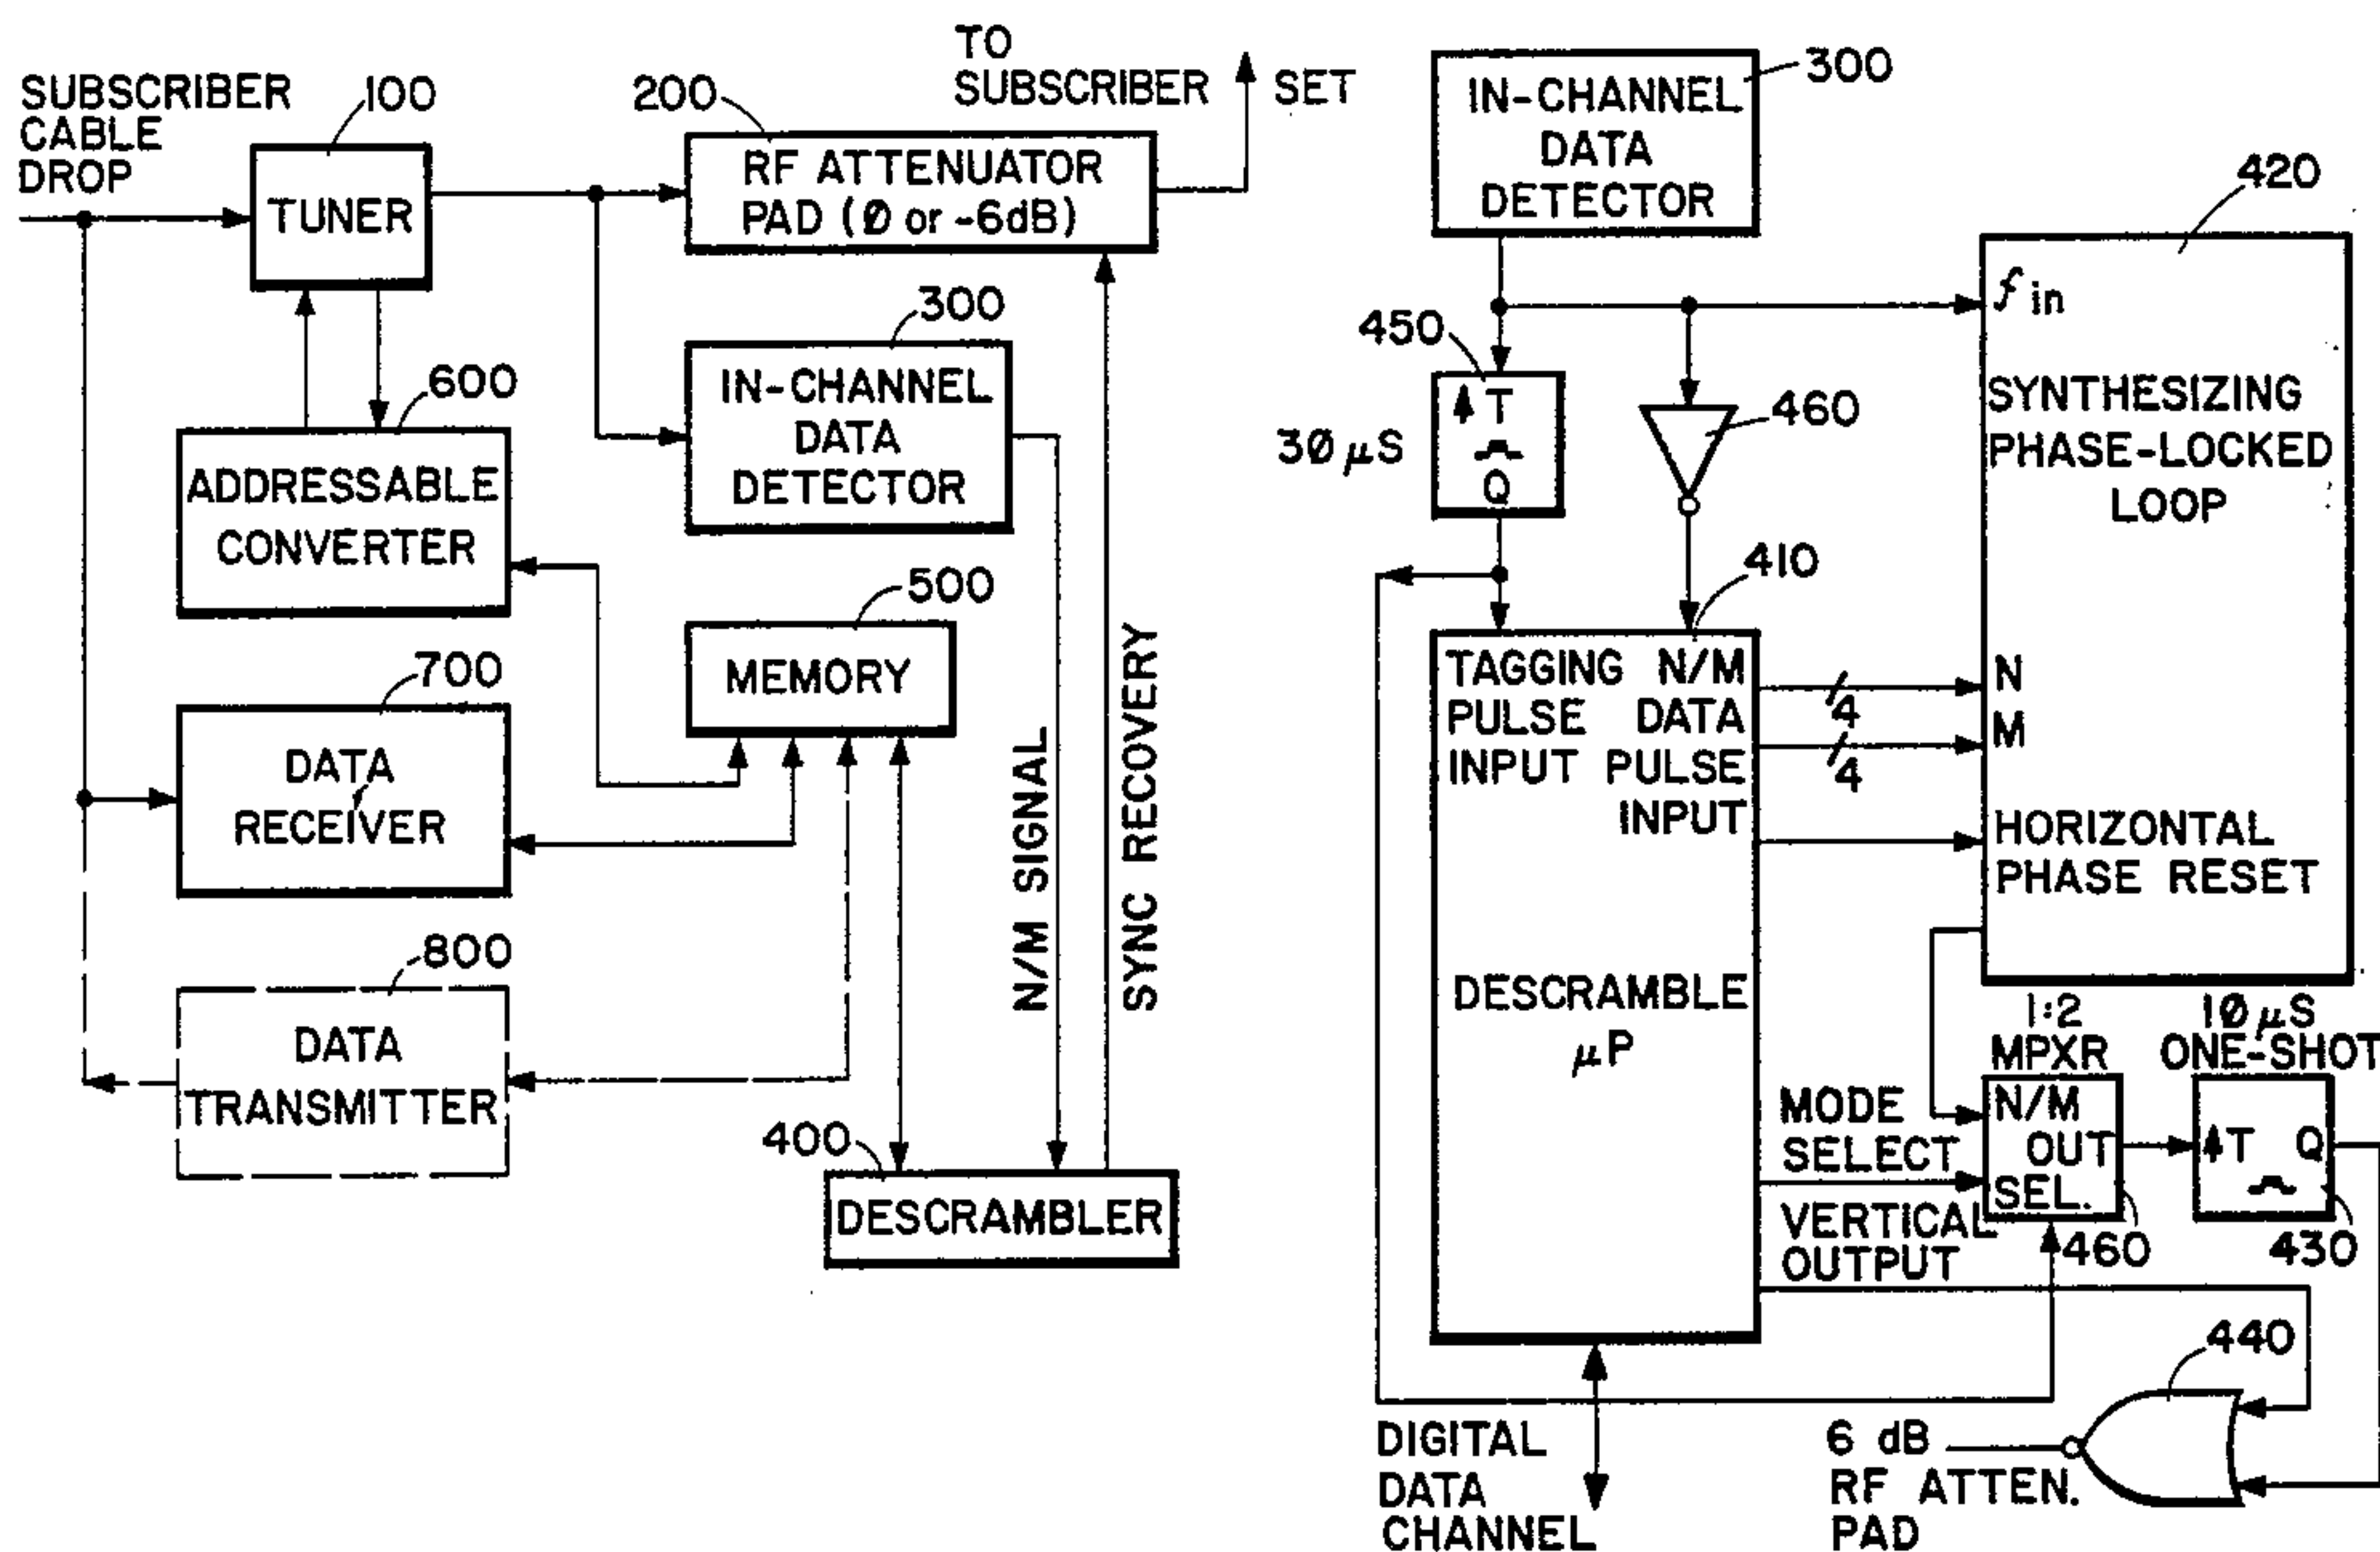 SUBSCRIBER
CABLE
DROP
100
TUNER
200
RF ATTENUATOR
PAD (Ø or -6dB)
TO
SUBSCRIBER SET
300
IN-CHANNEL
DATA
DETECTOR
600
ADDRESSABLE
CONVERTER
500
MEMORY
700
DATA
RECEIVER
800
DATA
TRANSMITTER
N/M SIGNAL
SYNC RECOVERY
400
DESCRAMBLER
300
IN-CHANNEL
DATA
DETECTOR
420
f in
SYNTHESIZING
PHASE-LOCKED
LOOP
N
M
HORIZONTAL
PHASE RESET
450
3Ø μS
T
Q
460
410
TAGGING N/M
PULSE DATA
INPUT PULSE
INPUT
DESCRAMBLE
μP
4
4
1:2
MPXR
1Ø μS
ONE-SHOT
MODE
SELECT
N/M
OUT
SEL.
T Q
VERTICAL
OUTPUT
460
430
440
DIGITAL
DATA
CHANNEL
6 dB
RF ATTEN.
PAD